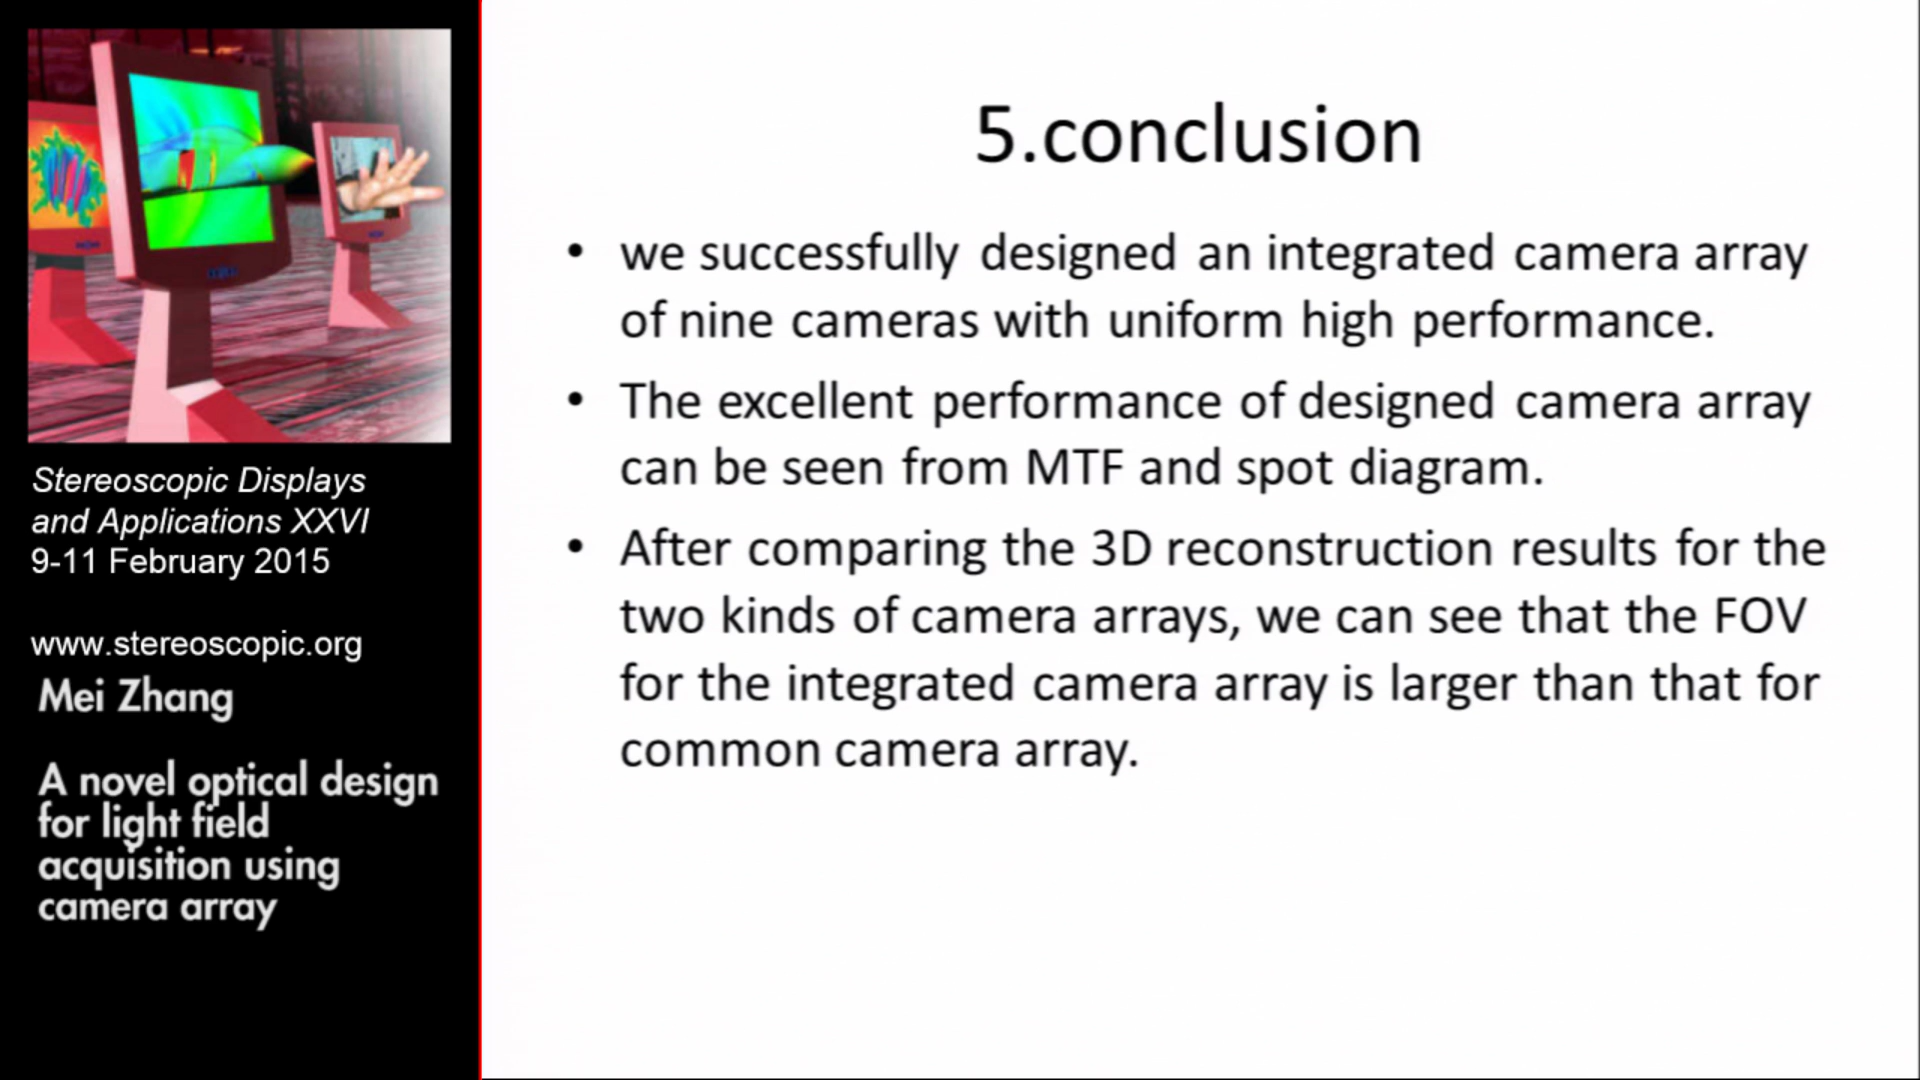 Stereoscopic Displays
and Applications XXVI
9-11 February 2015
www.stereoscopic.org
Mei Zhang
A novel optical design
for light field
acquisition using
camera array
5.conclusion
• we successfully designed an integrated camera array
of nine cameras with uniform high performance.
• The excellent performance of designed camera array
can be seen from MTF and spot diagram.
• After comparing the 3D reconstruction results for the
two kinds of camera arrays, we can see that the FOV
for the integrated camera array is larger than that for
common camera array.